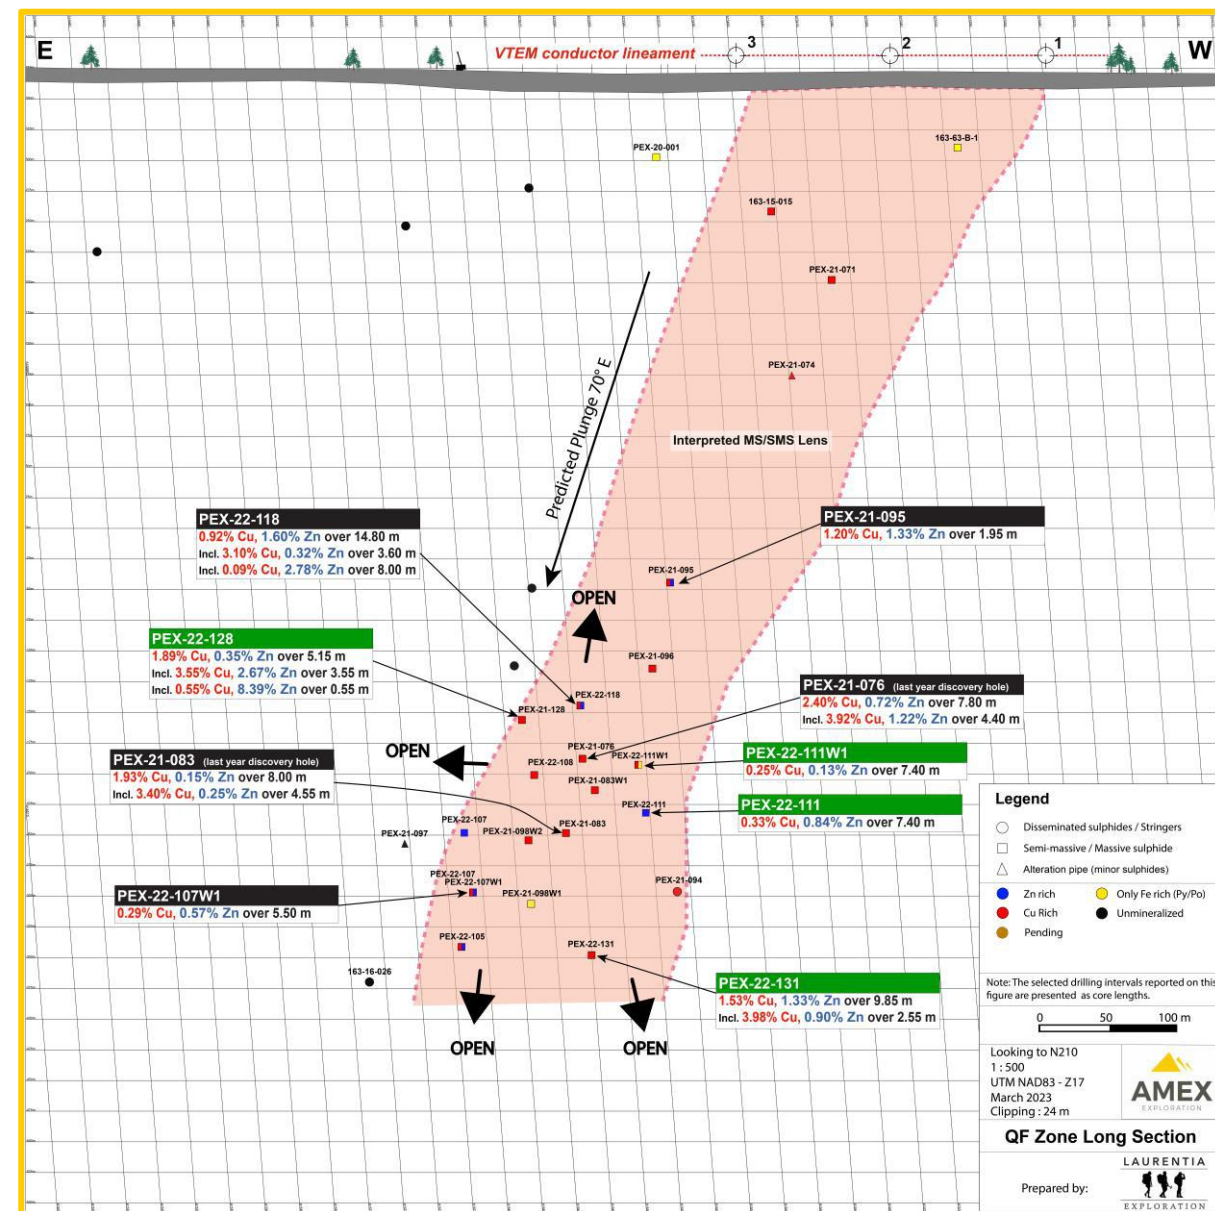 E
VTEM conductor lineament
3
2
1
W
PEX-20-001
163-63-B-1
163-15-015
PEX-21-071
PEX-21-074
Predicted Plunge 70° E
Interpreted MS/SMS Lens
PEX-22-118
0.92% Cu, 1.60% Zn over 14.80 m
Incl. 3.10% Cu, 0.32% Zn over 3.60 m
Incl. 0.09% Cu, 2.78% Zn over 8.00 m
PEX-21-095
1.20% Cu, 1.33% Zn over 1.95 m
PEX-21-095
OPEN
PEX-22-128
1.89% Cu, 0.35% Zn over 5.15 m
Incl. 3.55% Cu, 2.67% Zn over 3.55 m
Incl. 0.55% Cu, 8.39% Zn over 0.55 m
PEX-21-096
PEX-22-118
PEX-21-128
PEX-21-076 (last year discovery hole)
2.40% Cu, 0.72% Zn over 7.80 m
Incl. 3.92% Cu, 1.22% Zn over 4.40 m
OPEN
PEX-21-076
PEX-22-108
PEX-22-111W1
PEX-22-111W1
0.25% Cu, 0.13% Zn over 7.40 m
PEX-21-083 (last year discovery hole)
1.93% Cu, 0.15% Zn over 8.00 m
Incl. 3.40% Cu, 0.25% Zn over 4.55 m
PEX-21-083W1
PEX-22-111
PEX-22-111
0.33% Cu, 0.84% Zn over 7.40 m
PEX-22-107
PEX-21-097
PEX-21-098W2
PEX-21-083
PEX-22-107
PEX-22-107W1
PEX-21-098W1
PEX-21-094
PEX-22-107W1
0.29% Cu, 0.57% Zn over 5.50 m
PEX-22-105
PEX-22-131
163-16-026
PEX-22-131
1.53% Cu, 1.33% Zn over 9.85 m
Incl. 3.98% Cu, 0.90% Zn over 2.55 m
OPEN
OPEN
Legend
Disseminated sulphides / Stringers
Semi-massive / Massive sulphide
Alteration pipe (minor sulphides)
Zn rich
Only Fe rich (Py/Po)
Cu Rich
Unmineralized
Pending
Note: The selected drilling intervals reported on this
figure are presented as core lengths.
0 50 100 m
Looking to N210
1 : 500
UTM NAD83 - Z17
March 2023
Clipping : 24 m
AMEX
EXPLORATION
QF Zone Long Section
Prepared by:
LAURENTIA
EXPLORATION